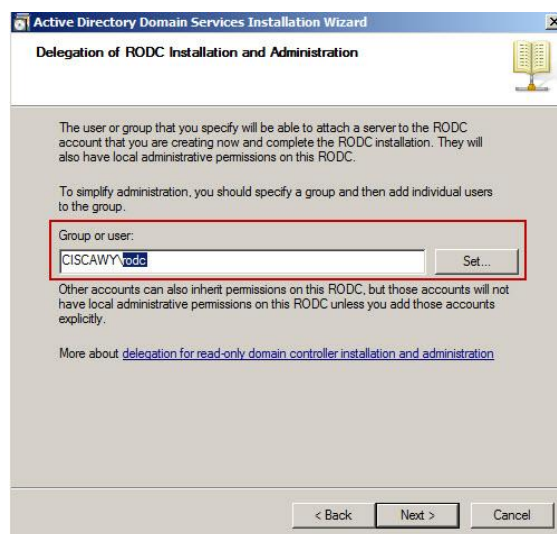 Active Directory Domain Services Installation Wizard
Delegation of RODC Installation and Administration
The user or group that you specify will be able to attach a server to the RODC
account that you are creating now and complete the RODC installation. They will
also have local administrative permissions on this RODC.
To simplify administration, you should specify a group and then add individual users
to the group.
Group or user:
CISCAWY\rodc
Set...
Other accounts can also inherit permissions on this RODC, but those accounts will not
have local administrative permissions on this RODC unless you add those accounts
explicitly.
More about delegation for read-only domain controller installation and administration
< Back
Next >
Cancel